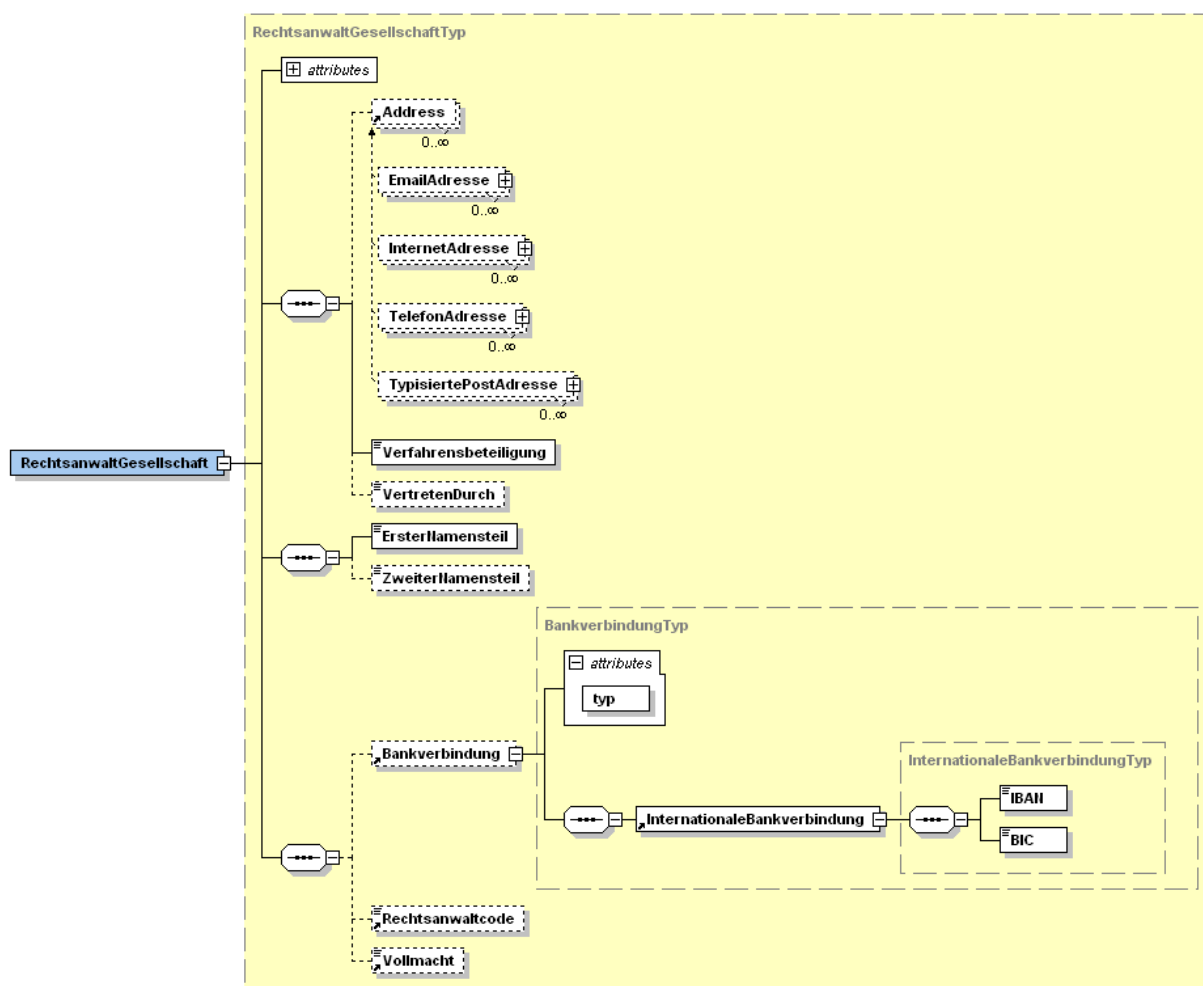 RechtsanwaltGesellschaftTyp
attributes
Address
0..∞
EmailAdresse
0..∞
InternetAdresse
0..∞
TelefonAdresse
0..∞
TypisiertePostAdresse
0..∞
RechtsanwaltGesellschaft
Verfahrensbeteiligung
VertretenDurch
ErsterNamensteil
ZweiterNamensteil
BankverbindungTyp
attributes
typ
Bankverbindung
InternationaleBankverbindungTyp
InternationaleBankverbindung
IBAN
BIC
Rechtsanwaltcode
Vollmacht